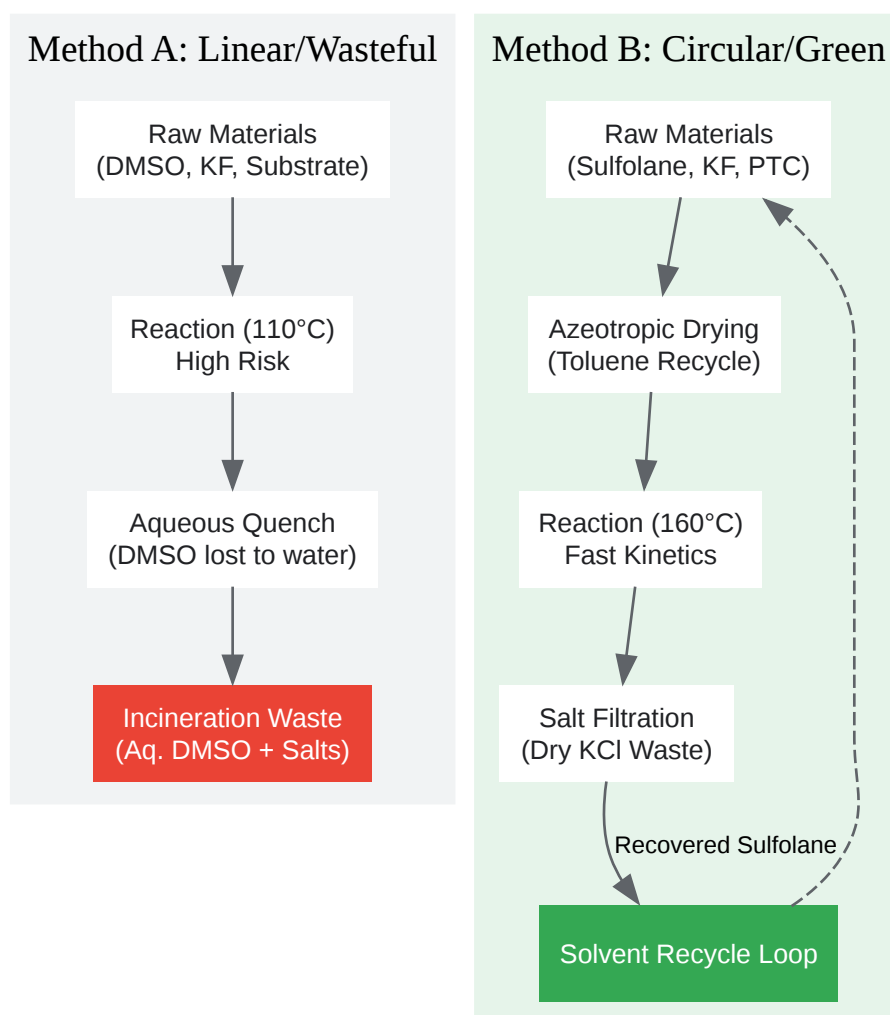 Method A: Linear/Wasteful
Raw Materials
(DMSO, KF, Substrate)
Reaction (110°C)
High Risk
Aqueous Quench
(DMSO lost to water)
Incineration Waste
(Aq. DMSO + Salts)
Method B: Circular/Green
Raw Materials
(Sulfolane, KF, PTC)
Azeotropic Drying
(Toluene Recycle)
Reaction (160°C)
Fast Kinetics
Salt Filtration
(Dry KCl Waste)
Recovered Sulfolane
Solvent Recycle Loop